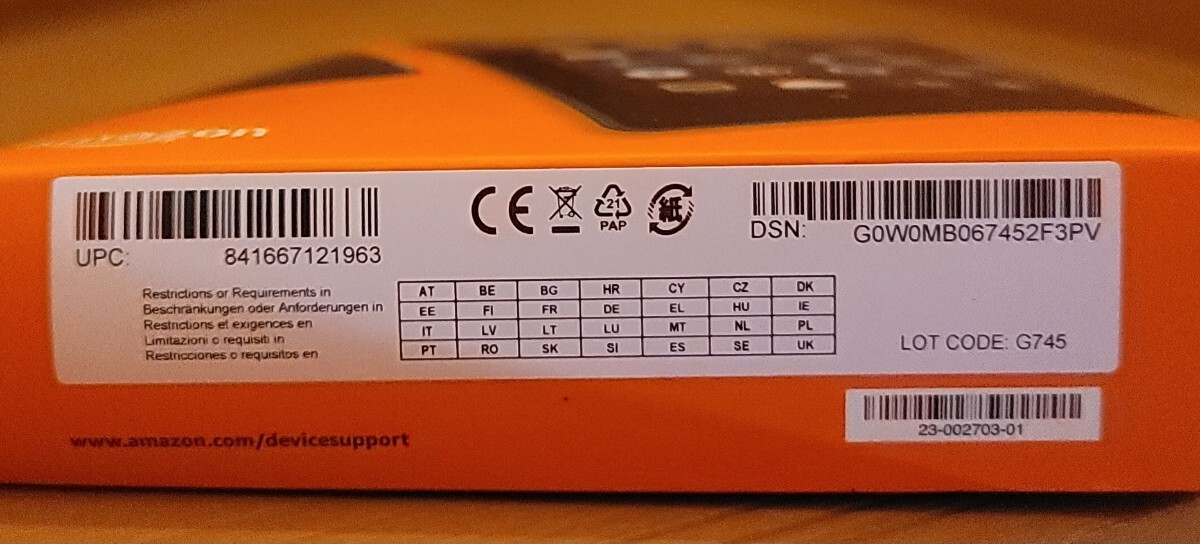 amazon
UPC: 841667121963
CE
21
PAP
紙
DSN: G0W0MB067452F3PV
Restrictions or Requirements in
Beschränkungen oder Anforderungen in
Restrictions et exigences en
Limitazioni o requisiti in
Restricciones o requisitos en
AT BE BG HR CY CZ DK
EE FI FR DE EL HU IE
IT LV LT LU MT NL PL
PT RO SK SI ES SE UK
LOT CODE: G745
www.amazon.com/devicesupport
23-002703-01